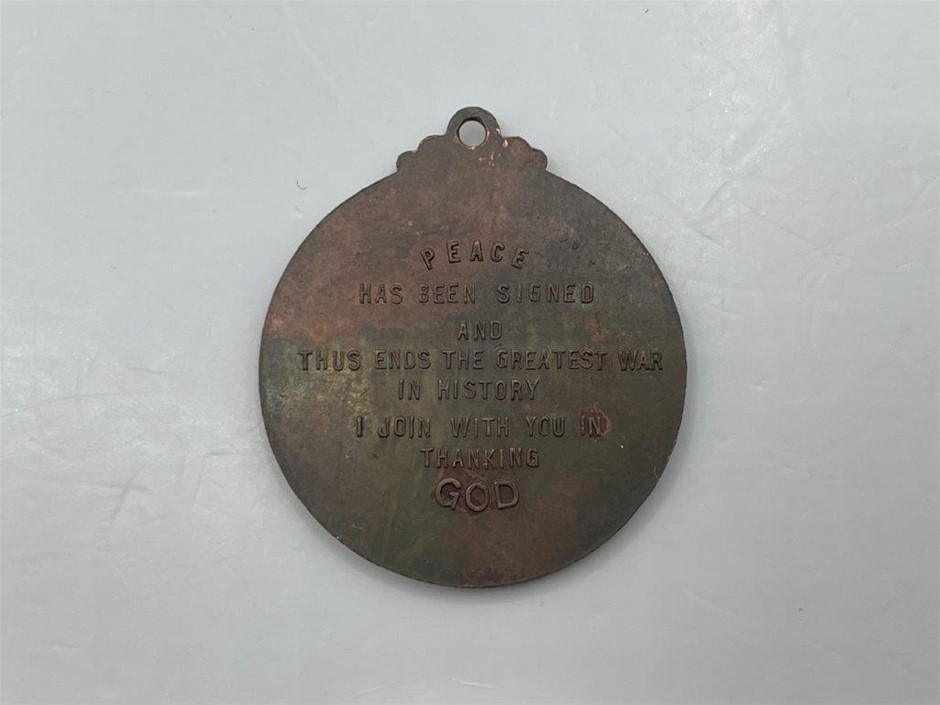 PEACE
HAS BEEN SIGNED
AND
THUS ENDS THE GREATEST WAR
IN HISTORY
I JOIN WITH YOU IN
THANKING
GOD